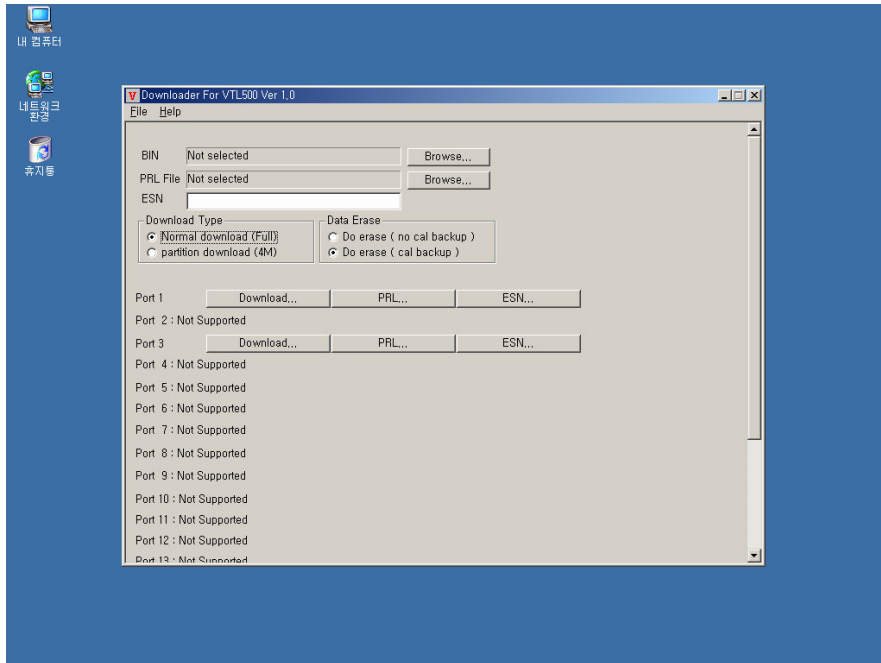 내 컴퓨터
네트워크
환경
휴지통
V Downloader For VTL500 Ver 1,0
File Help
BIN Not selected Browse...
PRL File Not selected Browse...
ESN
Download Type
Normal download (Full)
partition download (4M)
Data Erase
Do erase ( no cal backup )
Do erase ( cal backup )
Port 1 Download,,, PRL,,, ESN,,,
Port 2 : Not Supported
Port 3 Download,,, PRL,,, ESN,,,
Port 4 : Not Supported
Port 5 : Not Supported
Port 6 : Not Supported
Port 7 : Not Supported
Port 8 : Not Supported
Port 9 : Not Supported
Port 10 : Not Supported
Port 11 : Not Supported
Port 12 : Not Supported
Port 13 : Not Supported